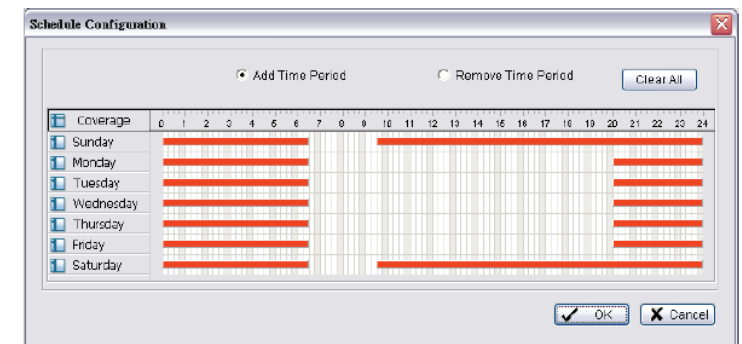 Schedule Configuration
Add Time Period Remove Time Period Clear All
Coverage 0 1 2 3 4 5 6 7 8 9 10 11 12 13 14 15 16 17 18 19 20 21 22 23 24
Sunday
Monday
Tuesday
Wednesday
Thursday
Friday
Saturday
OK Cancel